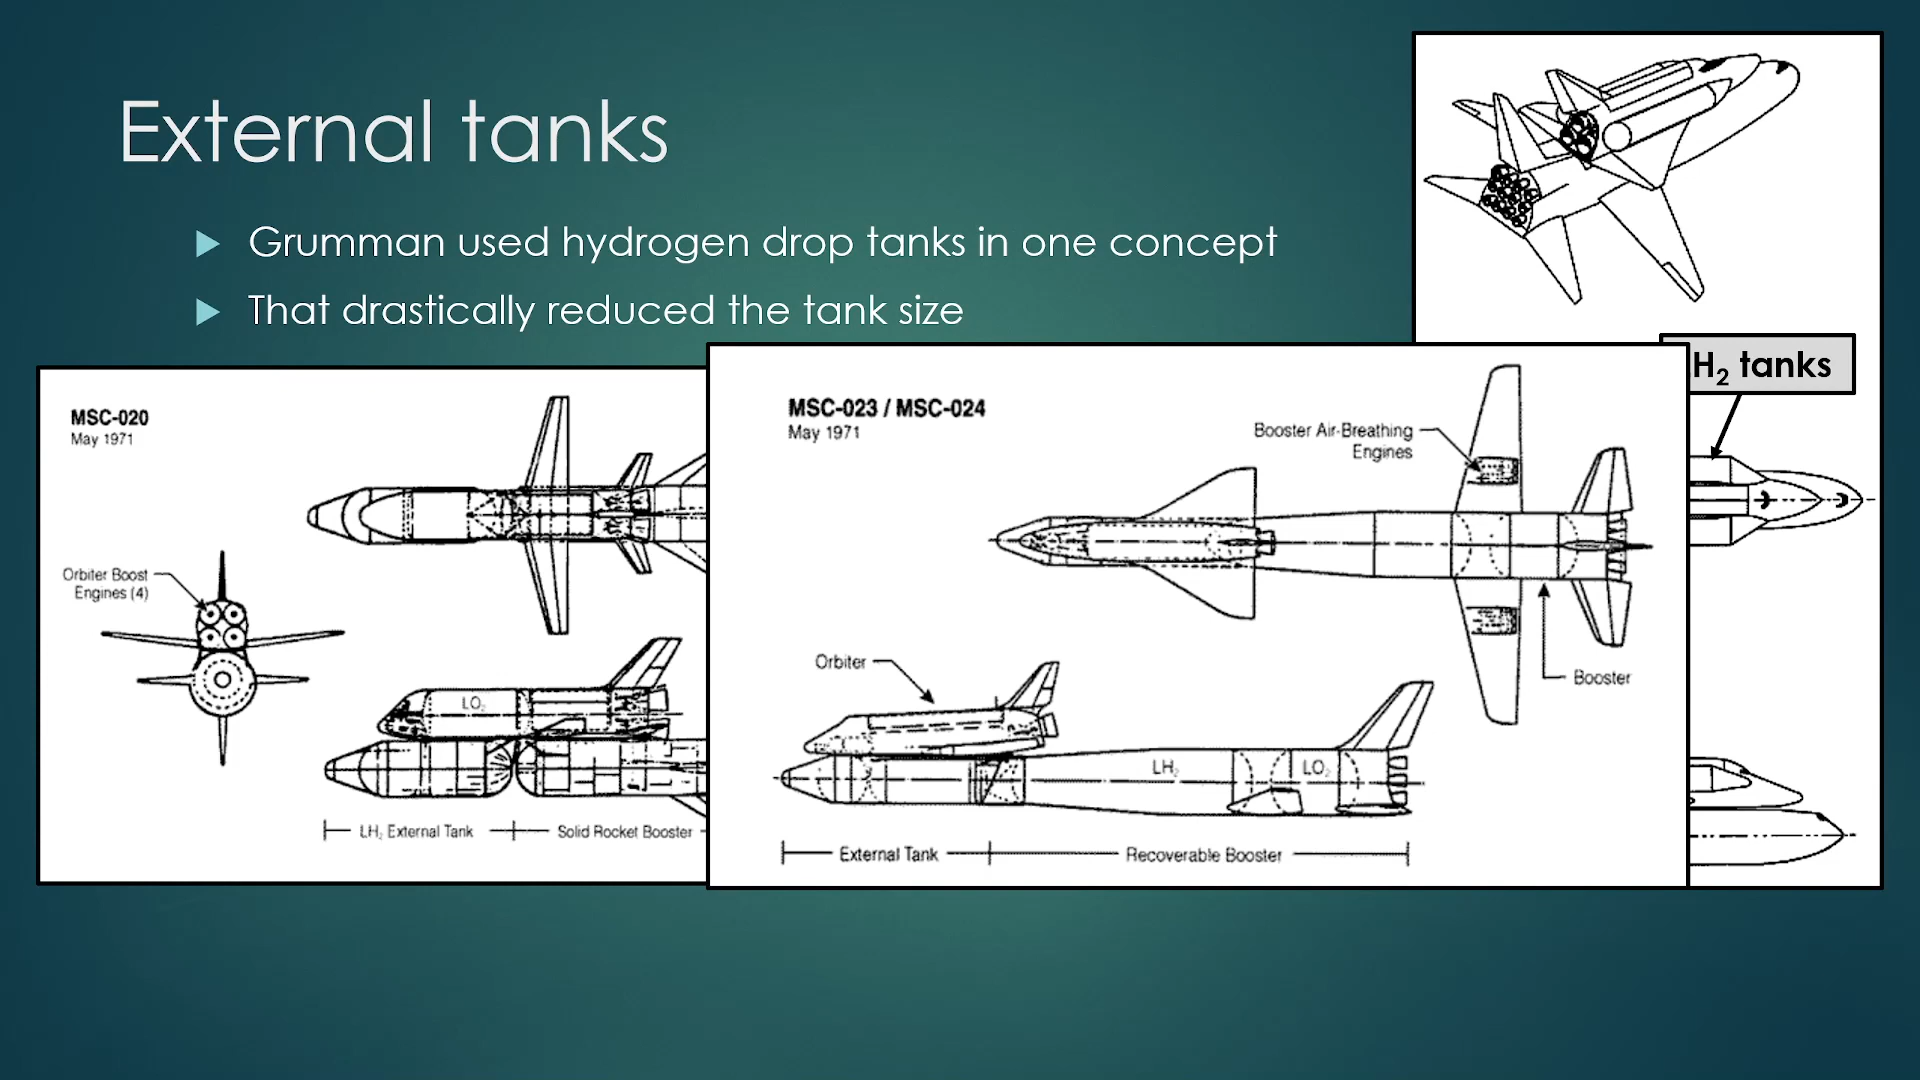 External tanks
Grumman used hydrogen drop tanks in one concept
That drastically reduced the tank size
H₂ tanks
MSC-020
May 1971
Orbiter Boost
Engines (4)
LO₂
LH₂ External Tank
Solid Rocket Booster
MSC-023 / MSC-024
May 1971
Booster Air-Breathing
Engines
Booster
Orbiter
LH₂
LO₂
External Tank
Recoverable Booster